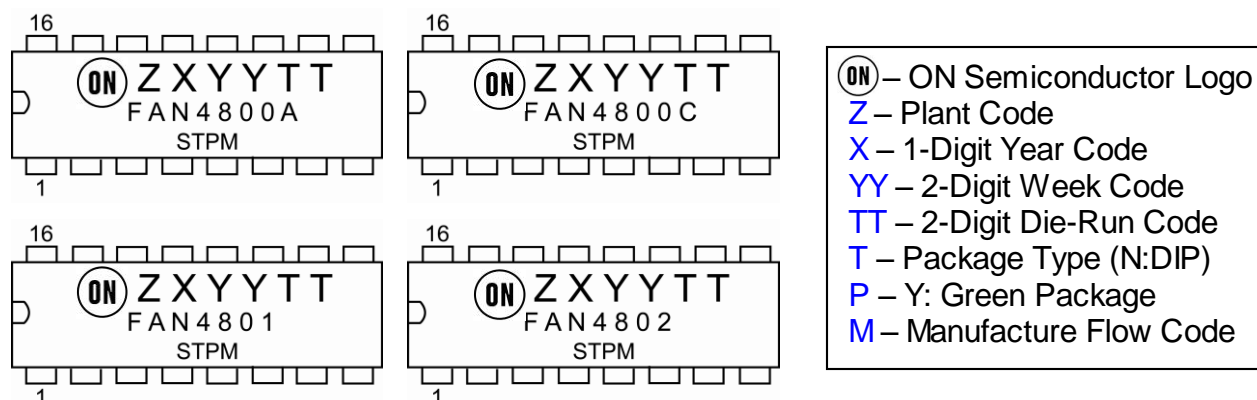 16
ON ZXYYTT
FAN4800A
STPM
1
16
ON ZXYYTT
FAN4800C
STPM
1
16
ON ZXYYTT
FAN4801
STPM
1
16
ON ZXYYTT
FAN4802
STPM
1
ON – ON Semiconductor Logo
Z – Plant Code
X – 1-Digit Year Code
YY – 2-Digit Week Code
TT – 2-Digit Die-Run Code
T – Package Type (N:DIP)
P – Y: Green Package
M – Manufacture Flow Code